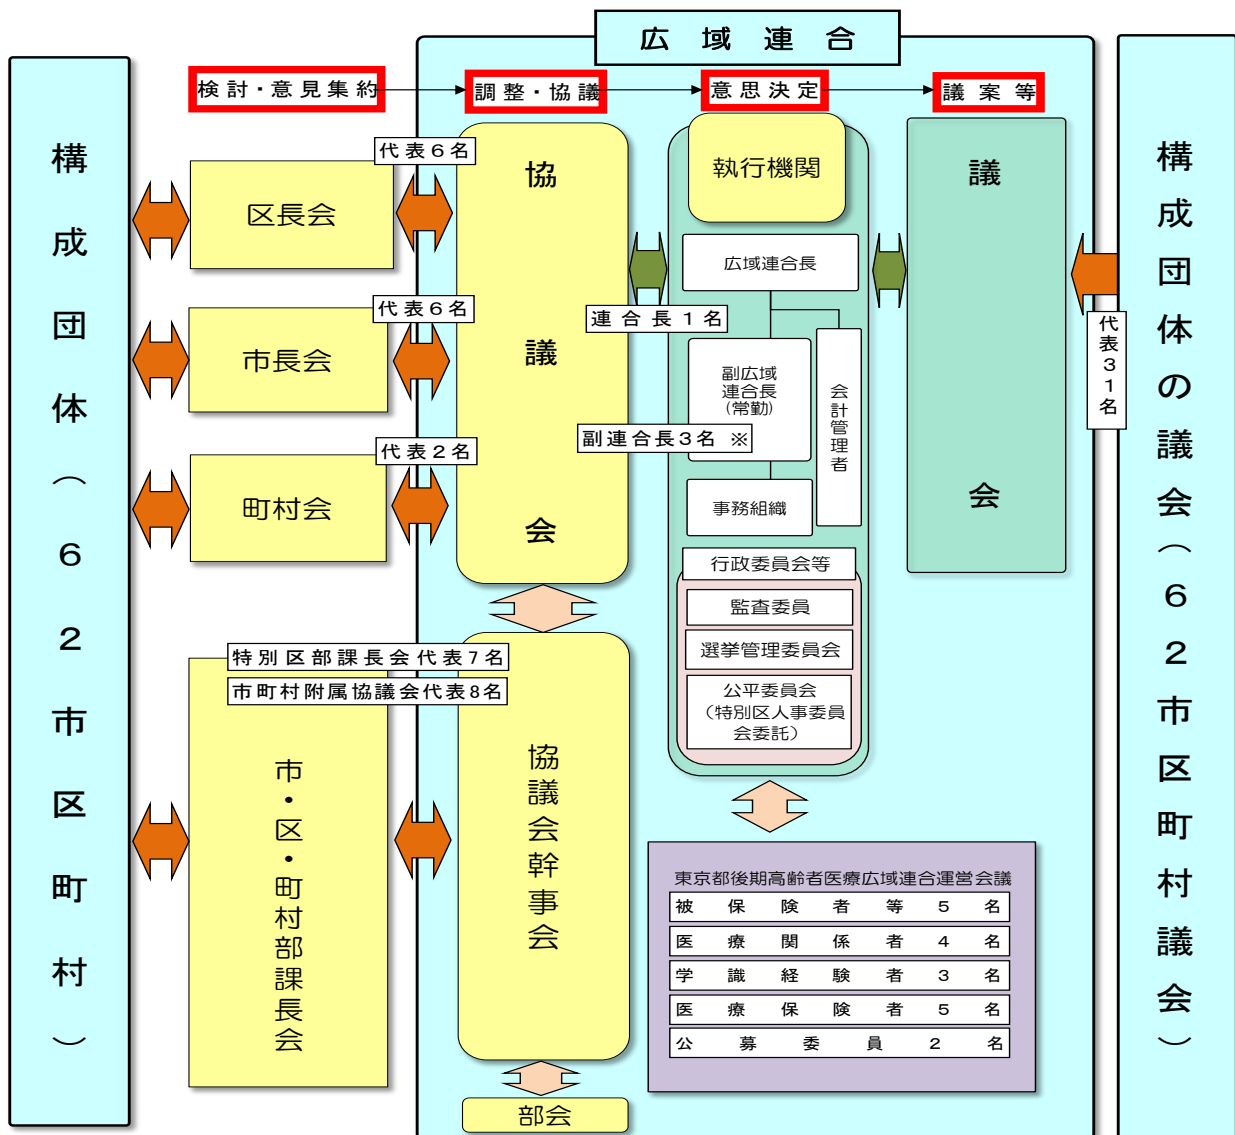 広域連合
検討・意見集約
調整・協議
意思決定
議案等
構成団体（62市区町村）
代表6名
区長会
代表6名
市長会
代表2名
町村会
協議会
執行機関
広域連合長
連合長1名
副広域
連合長
(常勤)
会計管理者
副連合長3名 ※
事務組織
行政委員会等
監査委員
選挙管理委員会
公平委員会
（特別区人事委員
会委託）
議会
代表31名
構成団体の議会（62市区町村議会）
特別区部課長会代表7名
市町村附属協議会代表8名
市・区・町村部課長会
協議会幹事会
部会
東京都後期高齢者医療広域連合運営会議
被保険者等5名
医療関係者4名
学識経験者3名
医療保険者5名
公募委員2名